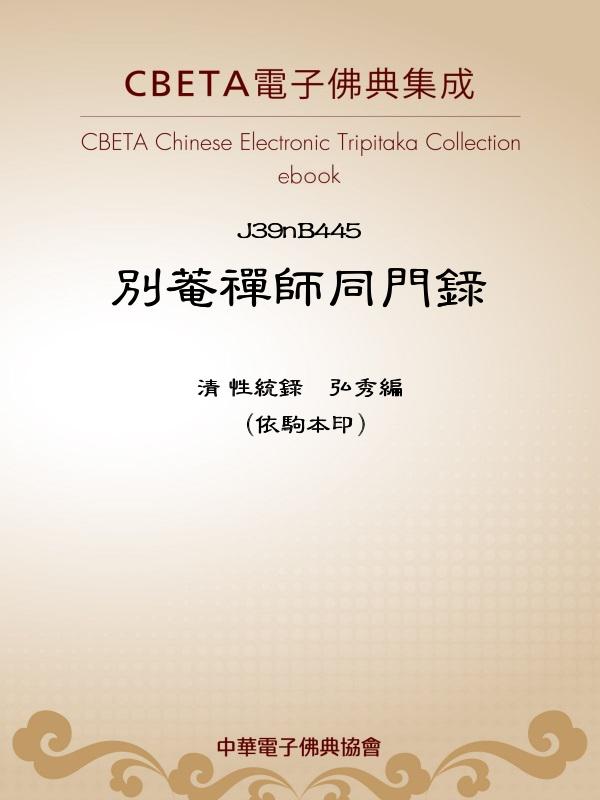 CBETA電子佛典集成
CBETA Chinese Electronic Tripitaka Collection
ebook
J39nB445
別菴禪師同門錄
清 性統錄　弘秀編
（依駒本印）
中華電子佛典協會